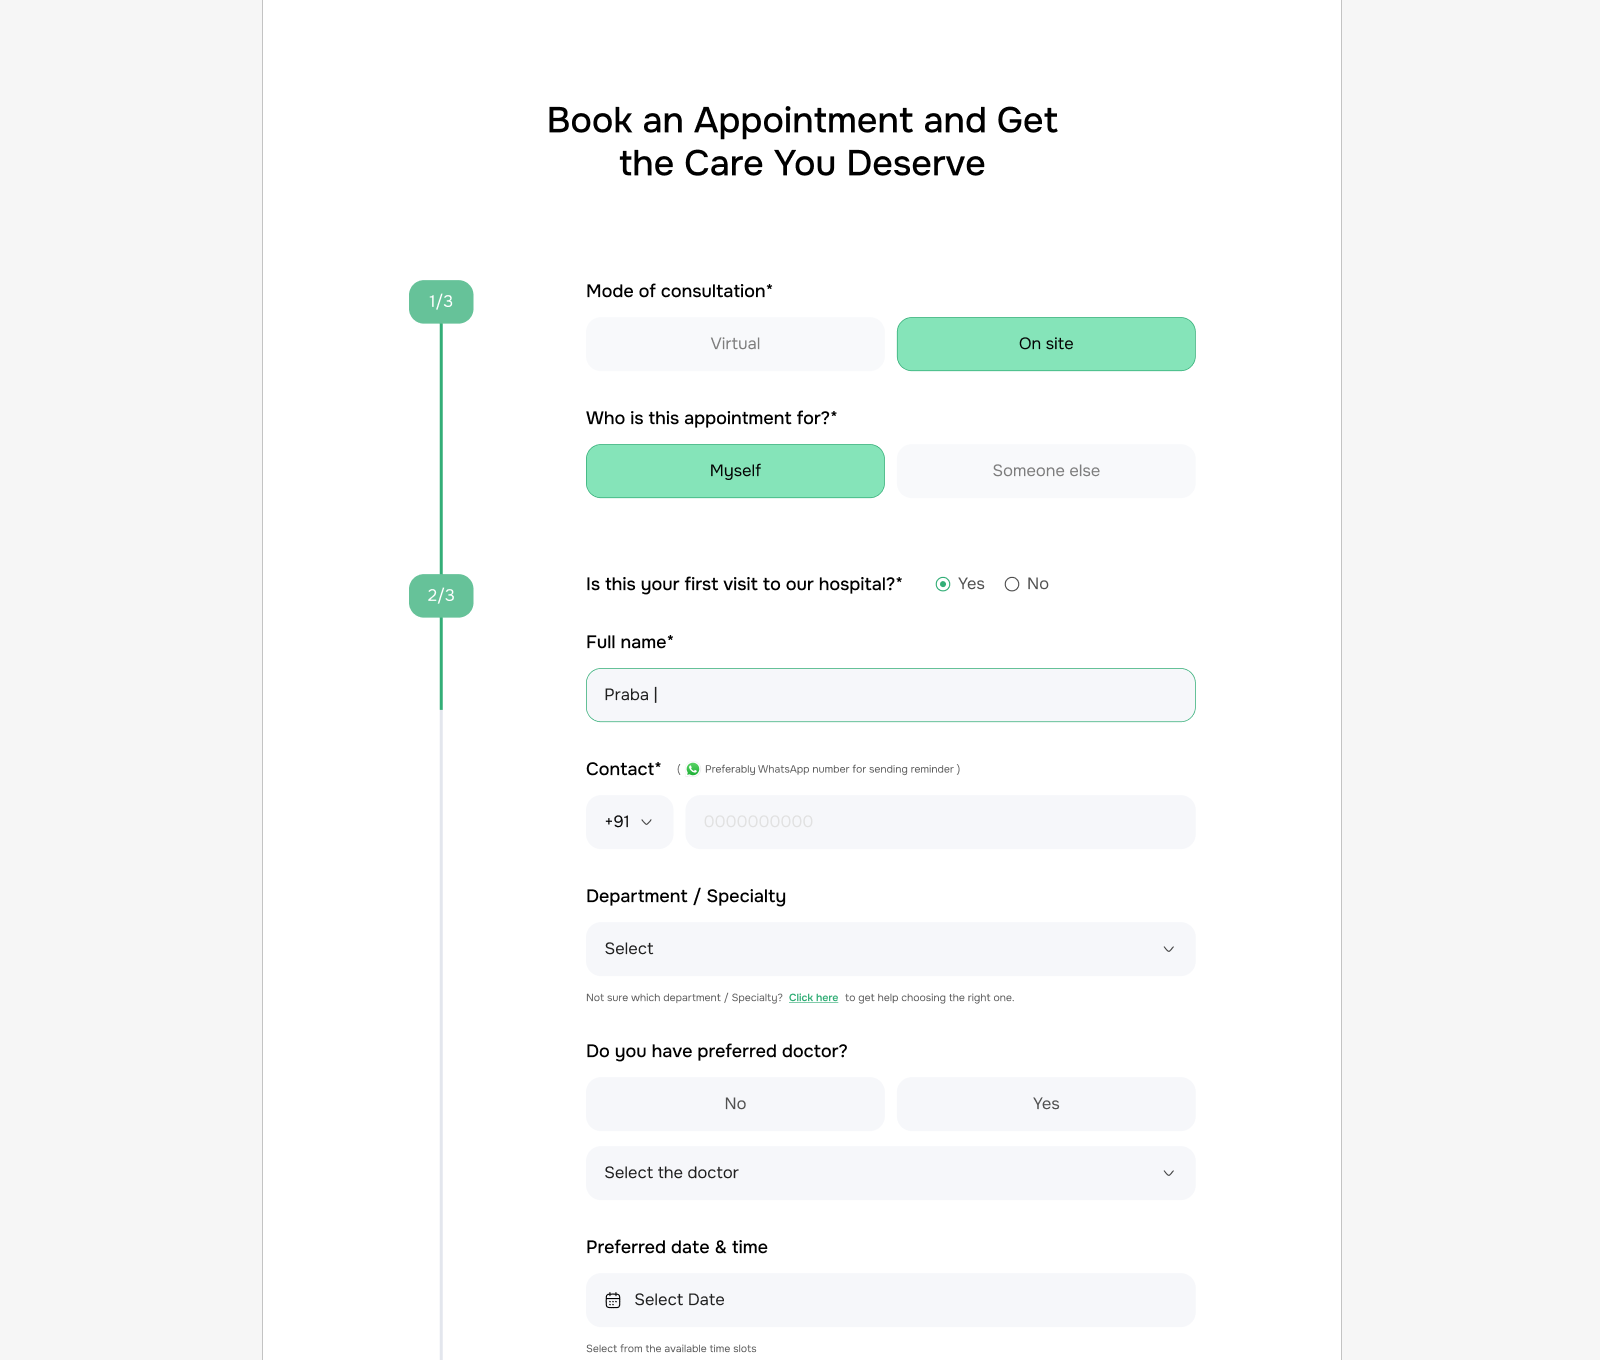 Book an Appointment and Get
the Care You Deserve
1/3
Mode of consultation*
Virtual
On site
Who is this appointment for?*
Myself
Someone else
2/3
Is this your first visit to our hospital?*
Yes
No
Full name*
Praba |
Contact*
( Preferably WhatsApp number for sending reminder )
+91
0000000000
Department / Specialty
Select
Not sure which department / Specialty? Click here to get help choosing the right one.
Do you have preferred doctor?
No
Yes
Select the doctor
Preferred date & time
Select Date
Select from the available time slots